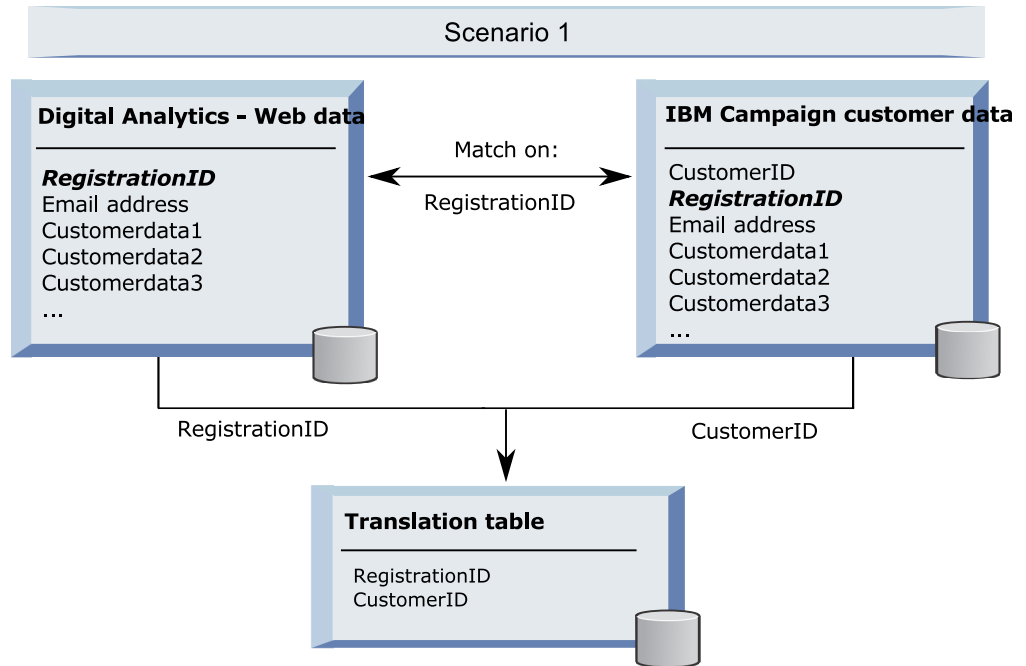 Scenario 1
Digital Analytics - Web data
RegistrationID
Email address
Customerdata1
Customerdata2
Customerdata3
...
Match on:
RegistrationID
IBM Campaign customer data
CustomerID
RegistrationID
Email address
Customerdata1
Customerdata2
Customerdata3
...
RegistrationID
CustomerID
Translation table
RegistrationID
CustomerID